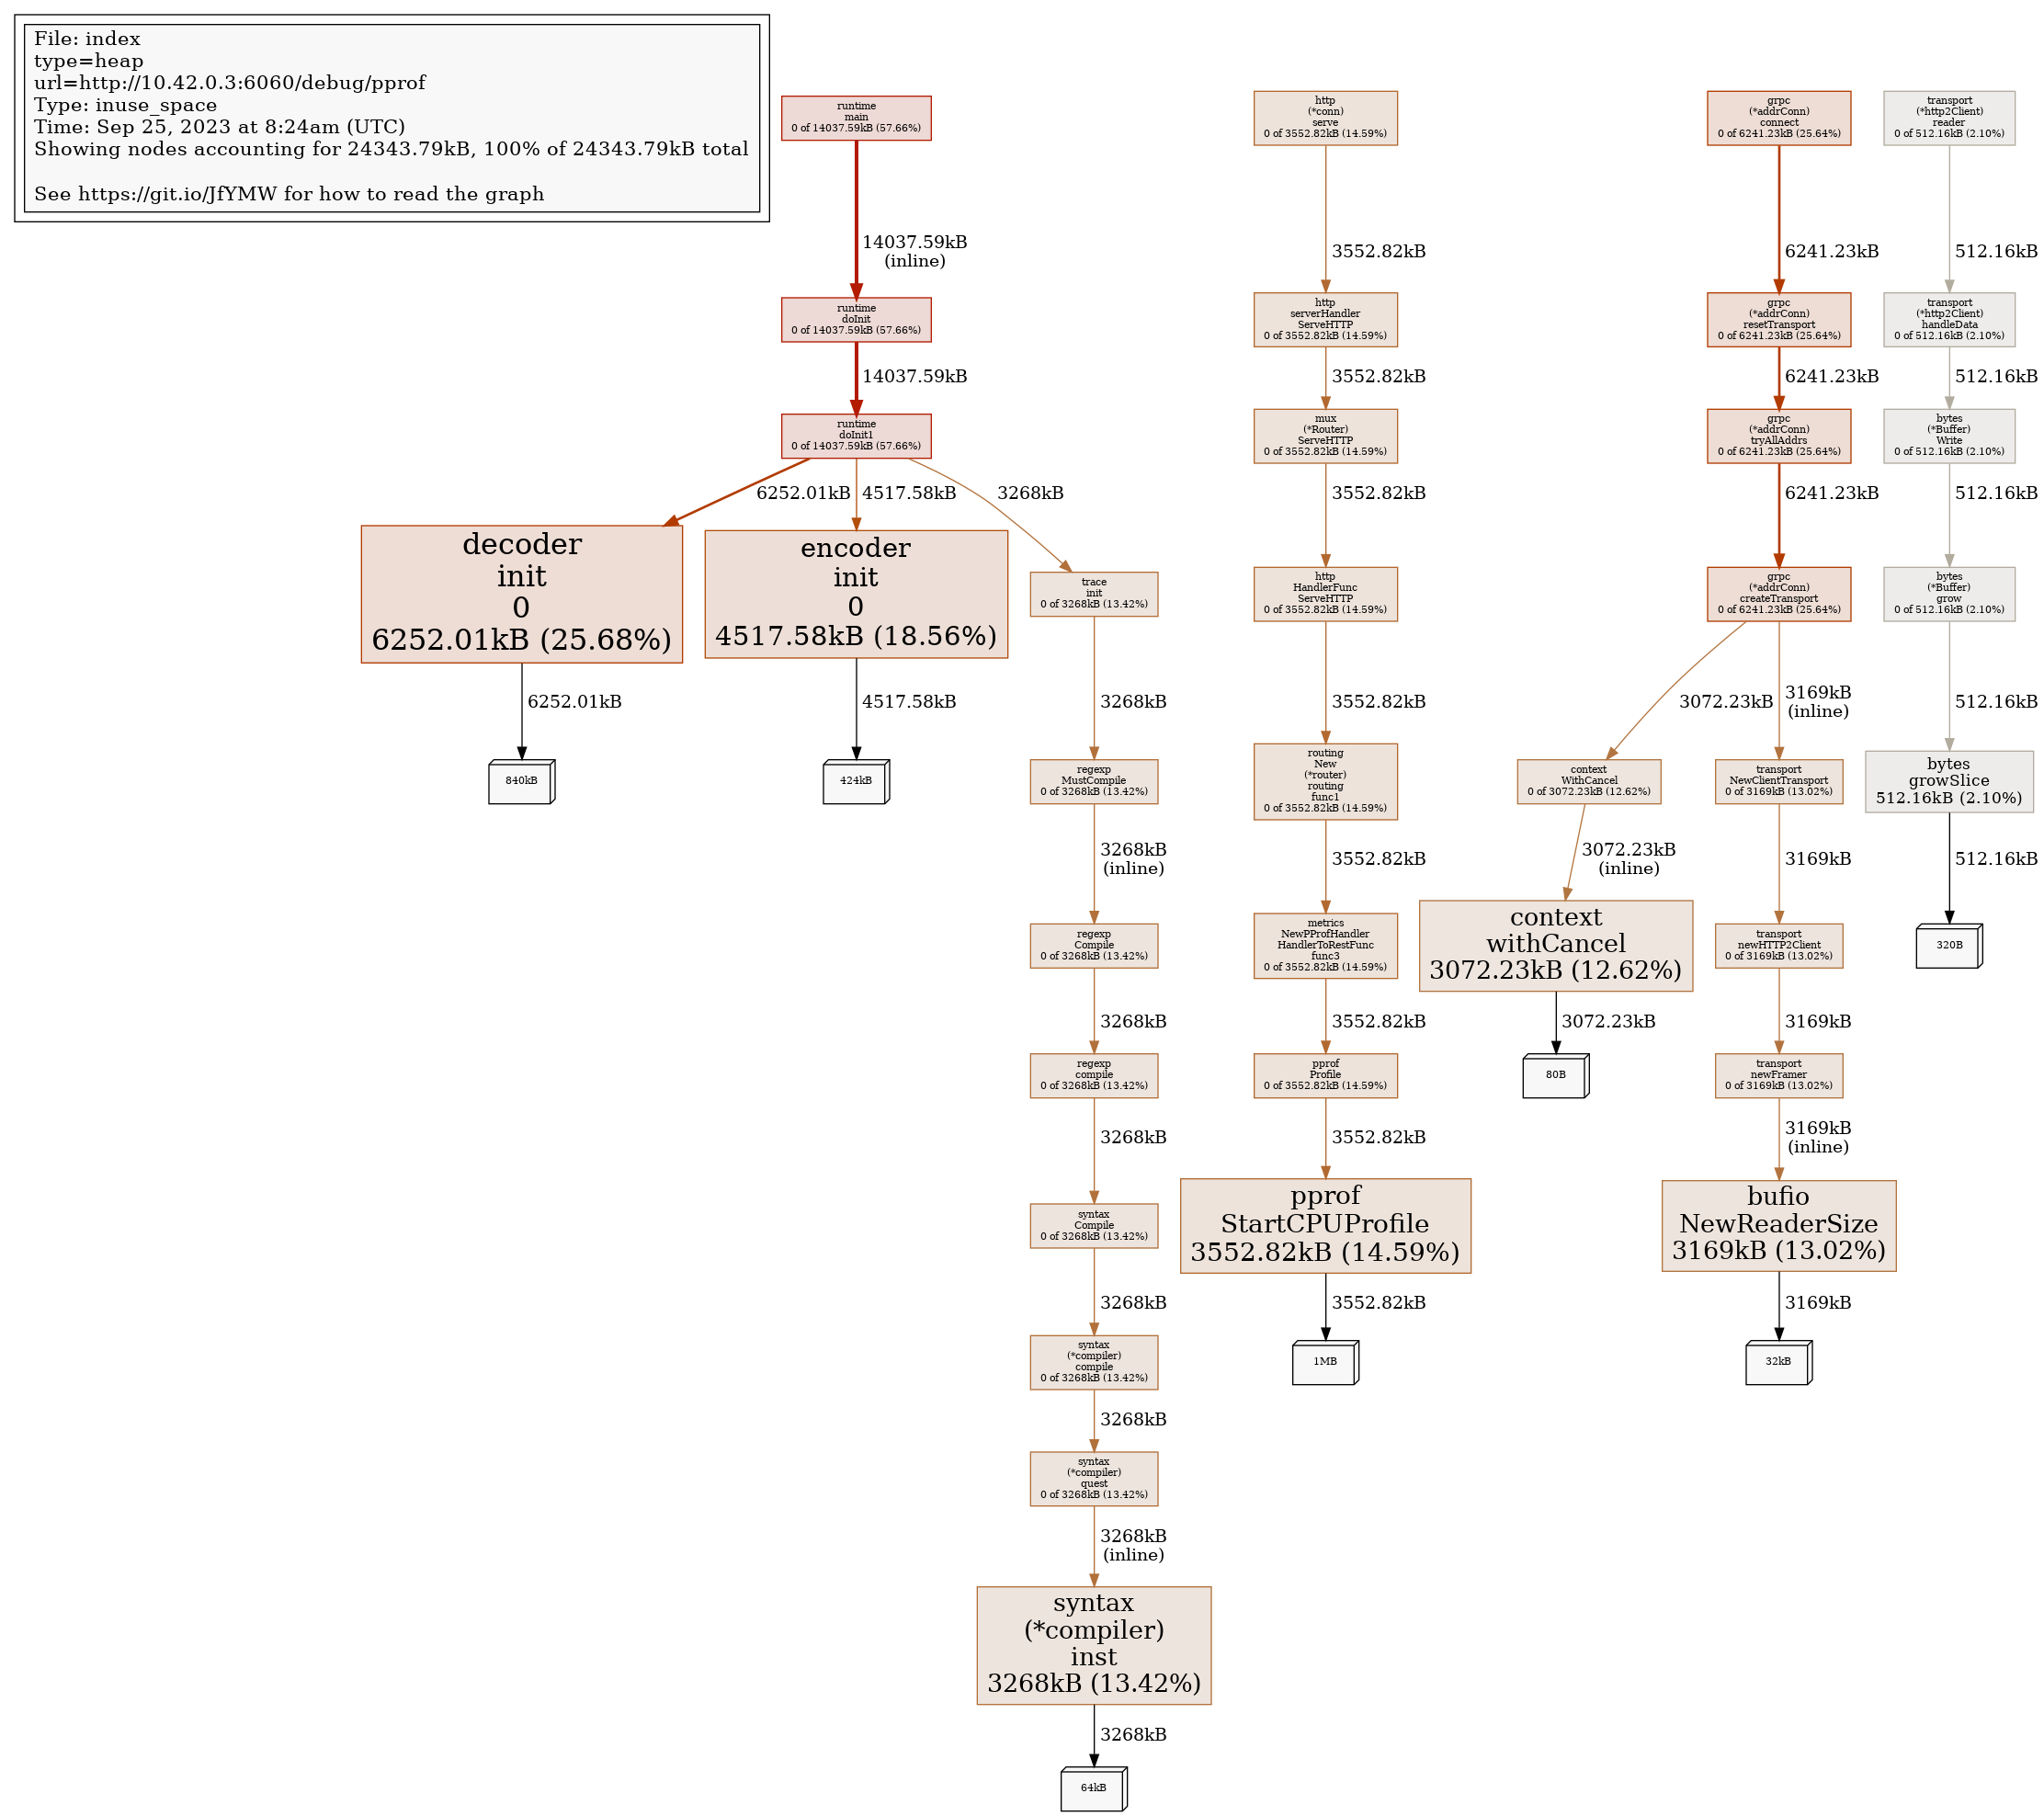 File: index
type=heap
url=http://10.42.0.3:6060/debug/pprof
Type: inuse_space
Time: Sep 25, 2023 at 8:24am (UTC)
Showing nodes accounting for 24343.79kB, 100% of 24343.79kB total
See https://git.io/JfYMW for how to read the graph
runtime
main
0 of 14037.59kB (57.66%)
14037.59kB
(inline)
runtime
doInit
0 of 14037.59kB (57.66%)
14037.59kB
runtime
doInit1
0 of 14037.59kB (57.66%)
6252.01kB
4517.58kB
3268kB
decoder
init
0
6252.01kB (25.68%)
6252.01kB
840kB
encoder
init
0
4517.58kB (18.56%)
4517.58kB
424kB
trace
init
0 of 3268kB (13.42%)
3268kB
regexp
MustCompile
0 of 3268kB (13.42%)
3268kB
(inline)
regexp
Compile
0 of 3268kB (13.42%)
3268kB
regexp
compile
0 of 3268kB (13.42%)
3268kB
syntax
Compile
0 of 3268kB (13.42%)
3268kB
syntax
(*compiler)
compile
0 of 3268kB (13.42%)
3268kB
syntax
(*compiler)
quest
0 of 3268kB (13.42%)
3268kB
(inline)
syntax
(*compiler)
inst
3268kB (13.42%)
3268kB
64kB
http
(*conn)
serve
0 of 3552.82kB (14.59%)
3552.82kB
http
serverHandler
ServeHTTP
0 of 3552.82kB (14.59%)
3552.82kB
mux
(*Router)
ServeHTTP
0 of 3552.82kB (14.59%)
3552.82kB
http
HandlerFunc
ServeHTTP
0 of 3552.82kB (14.59%)
3552.82kB
routing
New
(*router)
routing
func1
0 of 3552.82kB (14.59%)
3552.82kB
metrics
NewPProfHandler
HandlerToRestFunc
func3
0 of 3552.82kB (14.59%)
3552.82kB
pprof
Profile
0 of 3552.82kB (14.59%)
3552.82kB
pprof
StartCPUProfile
3552.82kB (14.59%)
3552.82kB
1MB
grpc
(*addrConn)
connect
0 of 6241.23kB (25.64%)
6241.23kB
grpc
(*addrConn)
resetTransport
0 of 6241.23kB (25.64%)
6241.23kB
grpc
(*addrConn)
tryAllAddrs
0 of 6241.23kB (25.64%)
6241.23kB
grpc
(*addrConn)
createTransport
0 of 6241.23kB (25.64%)
3072.23kB
3169kB
(inline)
context
WithCancel
0 of 3072.23kB (12.62%)
3072.23kB
(inline)
context
withCancel
3072.23kB (12.62%)
3072.23kB
80B
transport
NewClientTransport
0 of 3169kB (13.02%)
3169kB
transport
newHTTP2Client
0 of 3169kB (13.02%)
3169kB
transport
newFramer
0 of 3169kB (13.02%)
3169kB
(inline)
bufio
NewReaderSize
3169kB (13.02%)
3169kB
32kB
transport
(*http2Client)
reader
0 of 512.16kB (2.10%)
512.16kB
transport
(*http2Client)
handleData
0 of 512.16kB (2.10%)
512.16kB
bytes
(*Buffer)
Write
0 of 512.16kB (2.10%)
512.16kB
bytes
(*Buffer)
grow
0 of 512.16kB (2.10%)
512.16kB
bytes
growSlice
512.16kB (2.10%)
512.16kB
320B